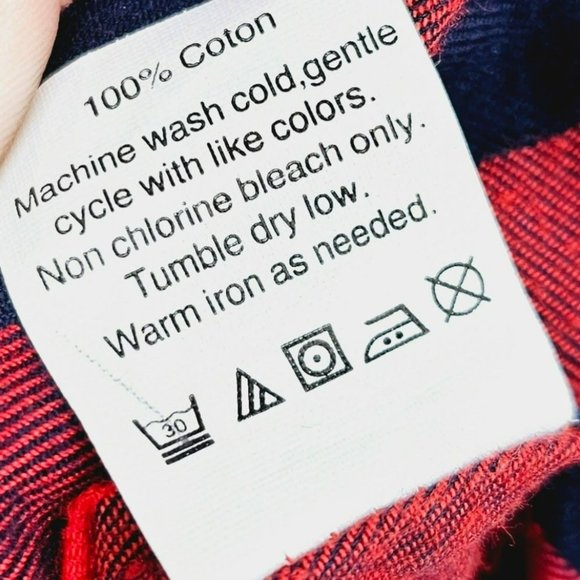 100% Coton
Machine wash cold,gentle
cycle with like colors.
Non chlorine bleach only.
Tumble dry low.
Warm iron as needed.
30